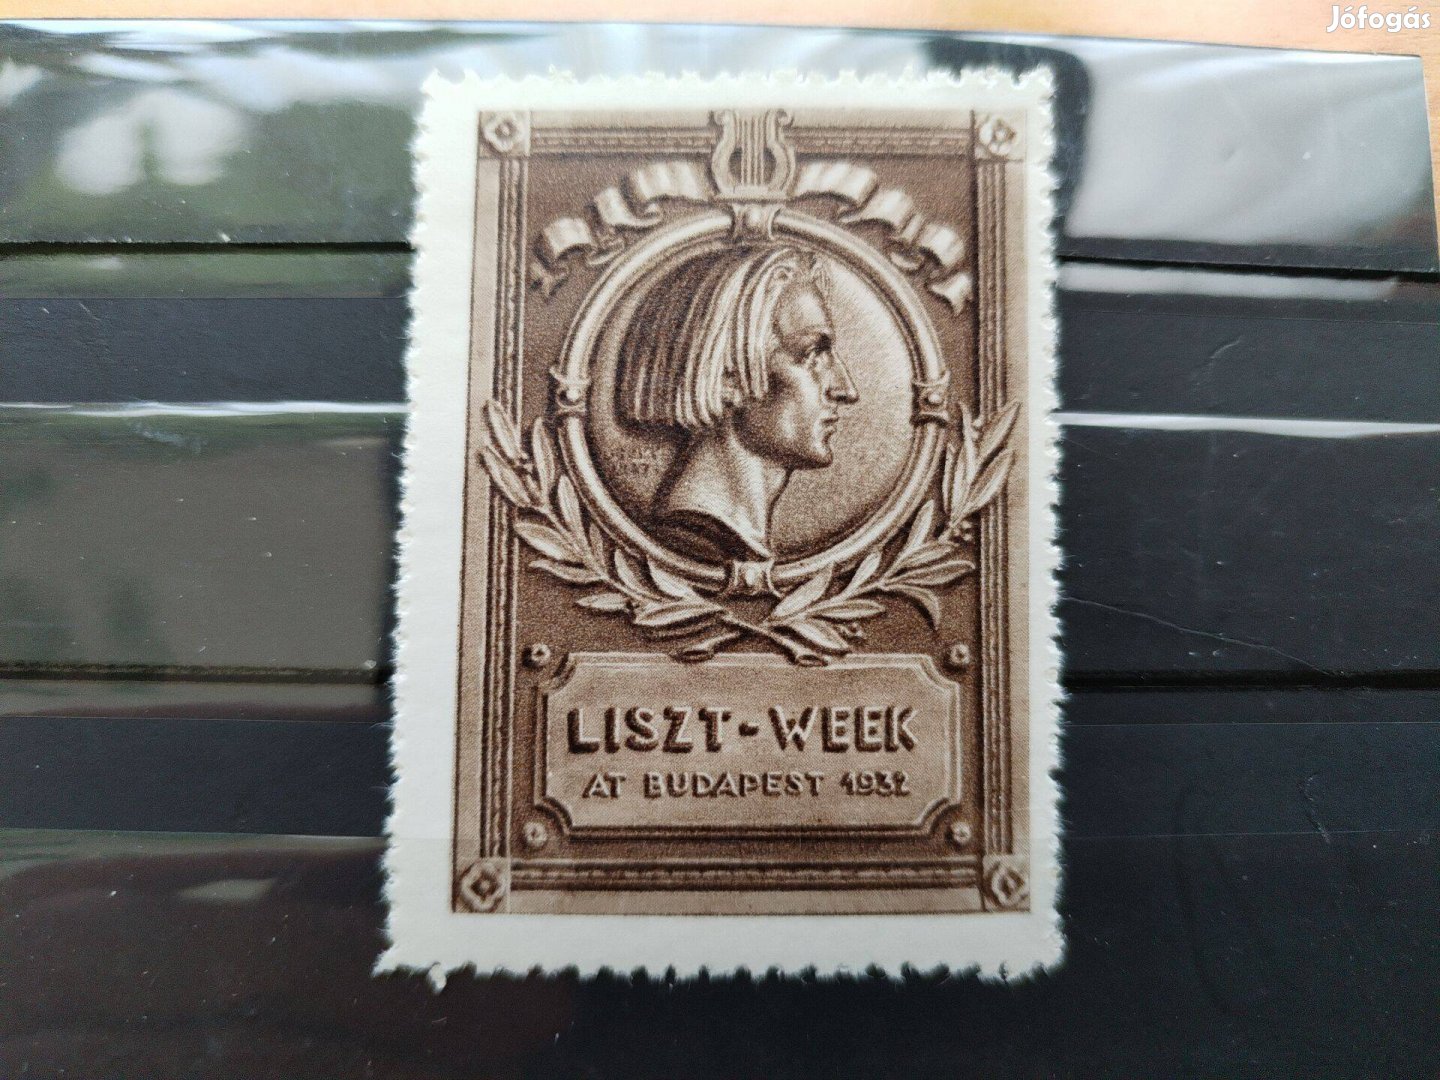 Jófogás
LISZT-WEEK
AT BUDAPEST 1932